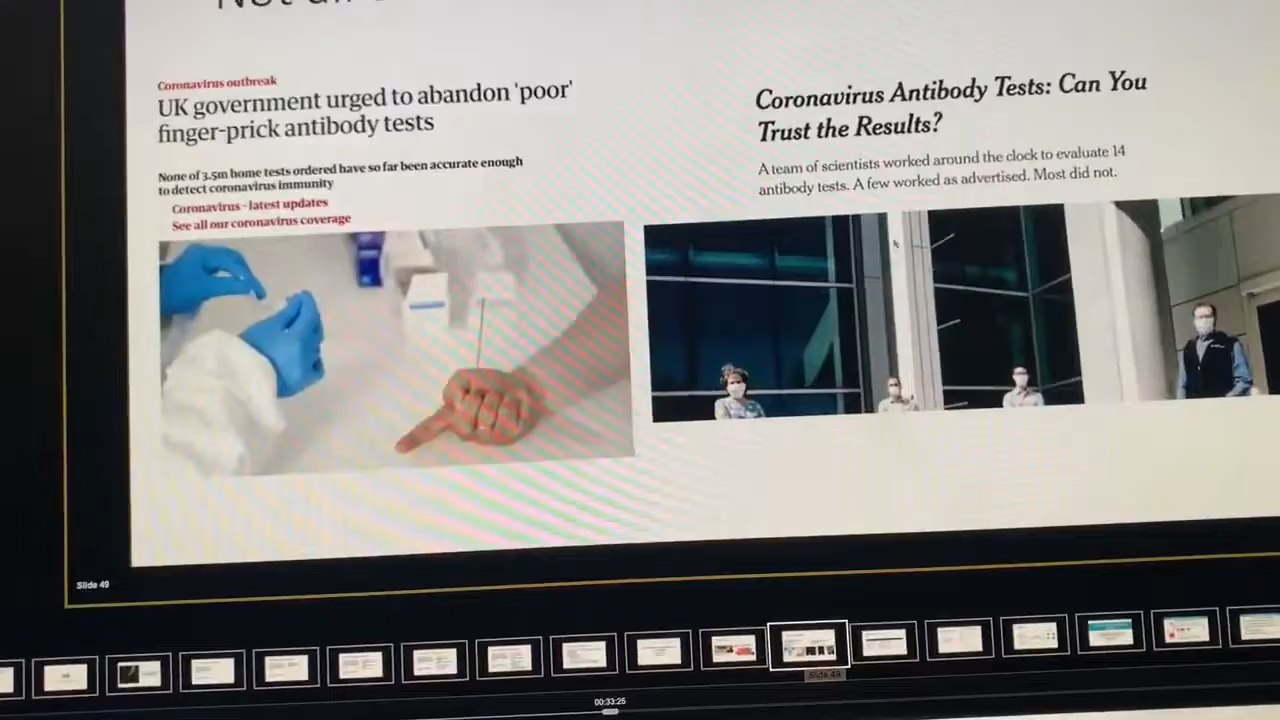 Coronavirus outbreak
UK government urged to abandon 'poor'
finger-prick antibody tests
None of 3.5m home tests ordered have so far been accurate enough
to detect coronavirus immunity
Coronavirus - latest updates
See all our coronavirus coverage
Coronavirus Antibody Tests: Can You
Trust the Results?
A team of scientists worked around the clock to evaluate 14
antibody tests. A few worked as advertised. Most did not.
Slide 49
Slide 49
00:33:25